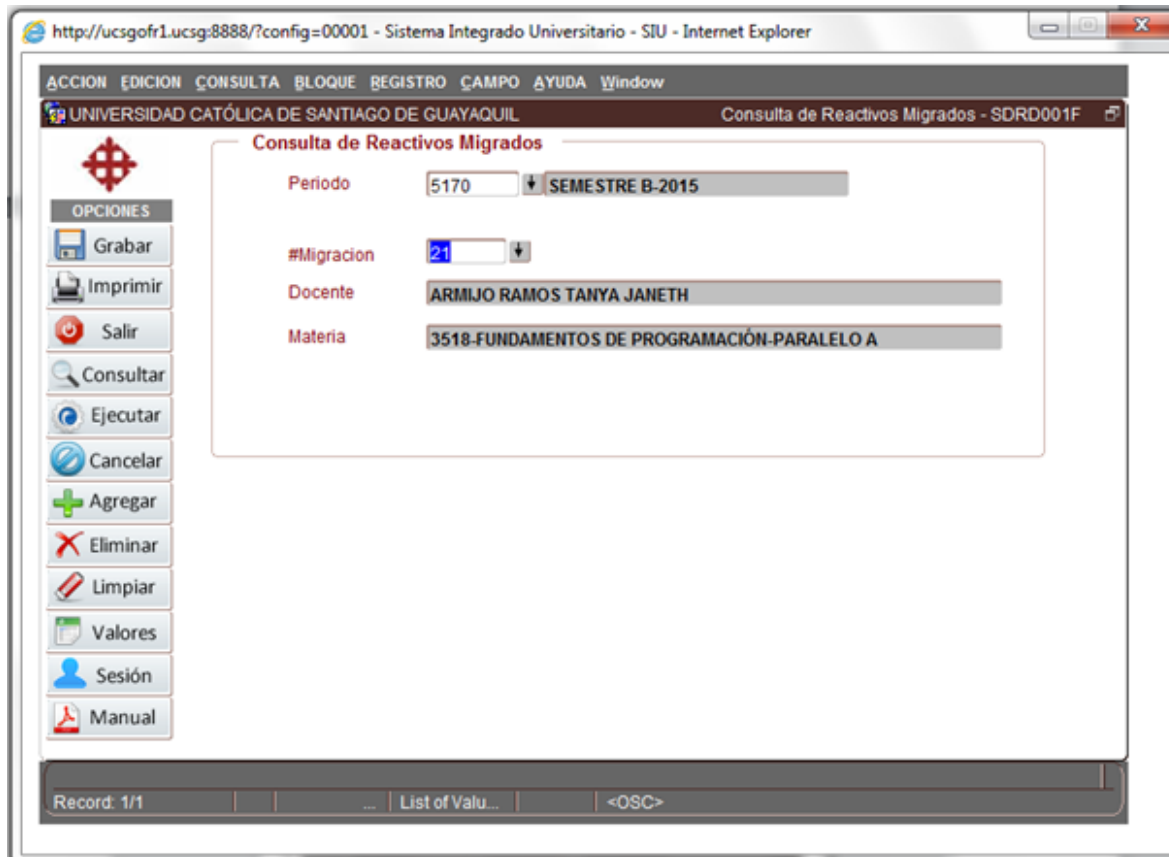 http://ucsgofr1.ucsg:8888/?config=00001 - Sistema Integrado Universitario - SIU - Internet Explorer
ACCION EDICION CONSULTA BLOQUE REGISTRO CAMPO AYUDA Window
UNIVERSIDAD CATÓLICA DE SANTIAGO DE GUAYAQUIL Consulta de Reactivos Migrados - SDRD001F
Consulta de Reactivos Migrados
Periodo 5170 SEMESTRE B-2015
#Migracion 21
Docente ARMIJO RAMOS TANYA JANETH
Materia 3518-FUNDAMENTOS DE PROGRAMACIÓN-PARALELO A
OPCIONES
Grabar
Imprimir
Salir
Consultar
Ejecutar
Cancelar
Agregar
Eliminar
Limpiar
Valores
Sesión
Manual
Record: 1/1 ... List of Valu... <OSC>